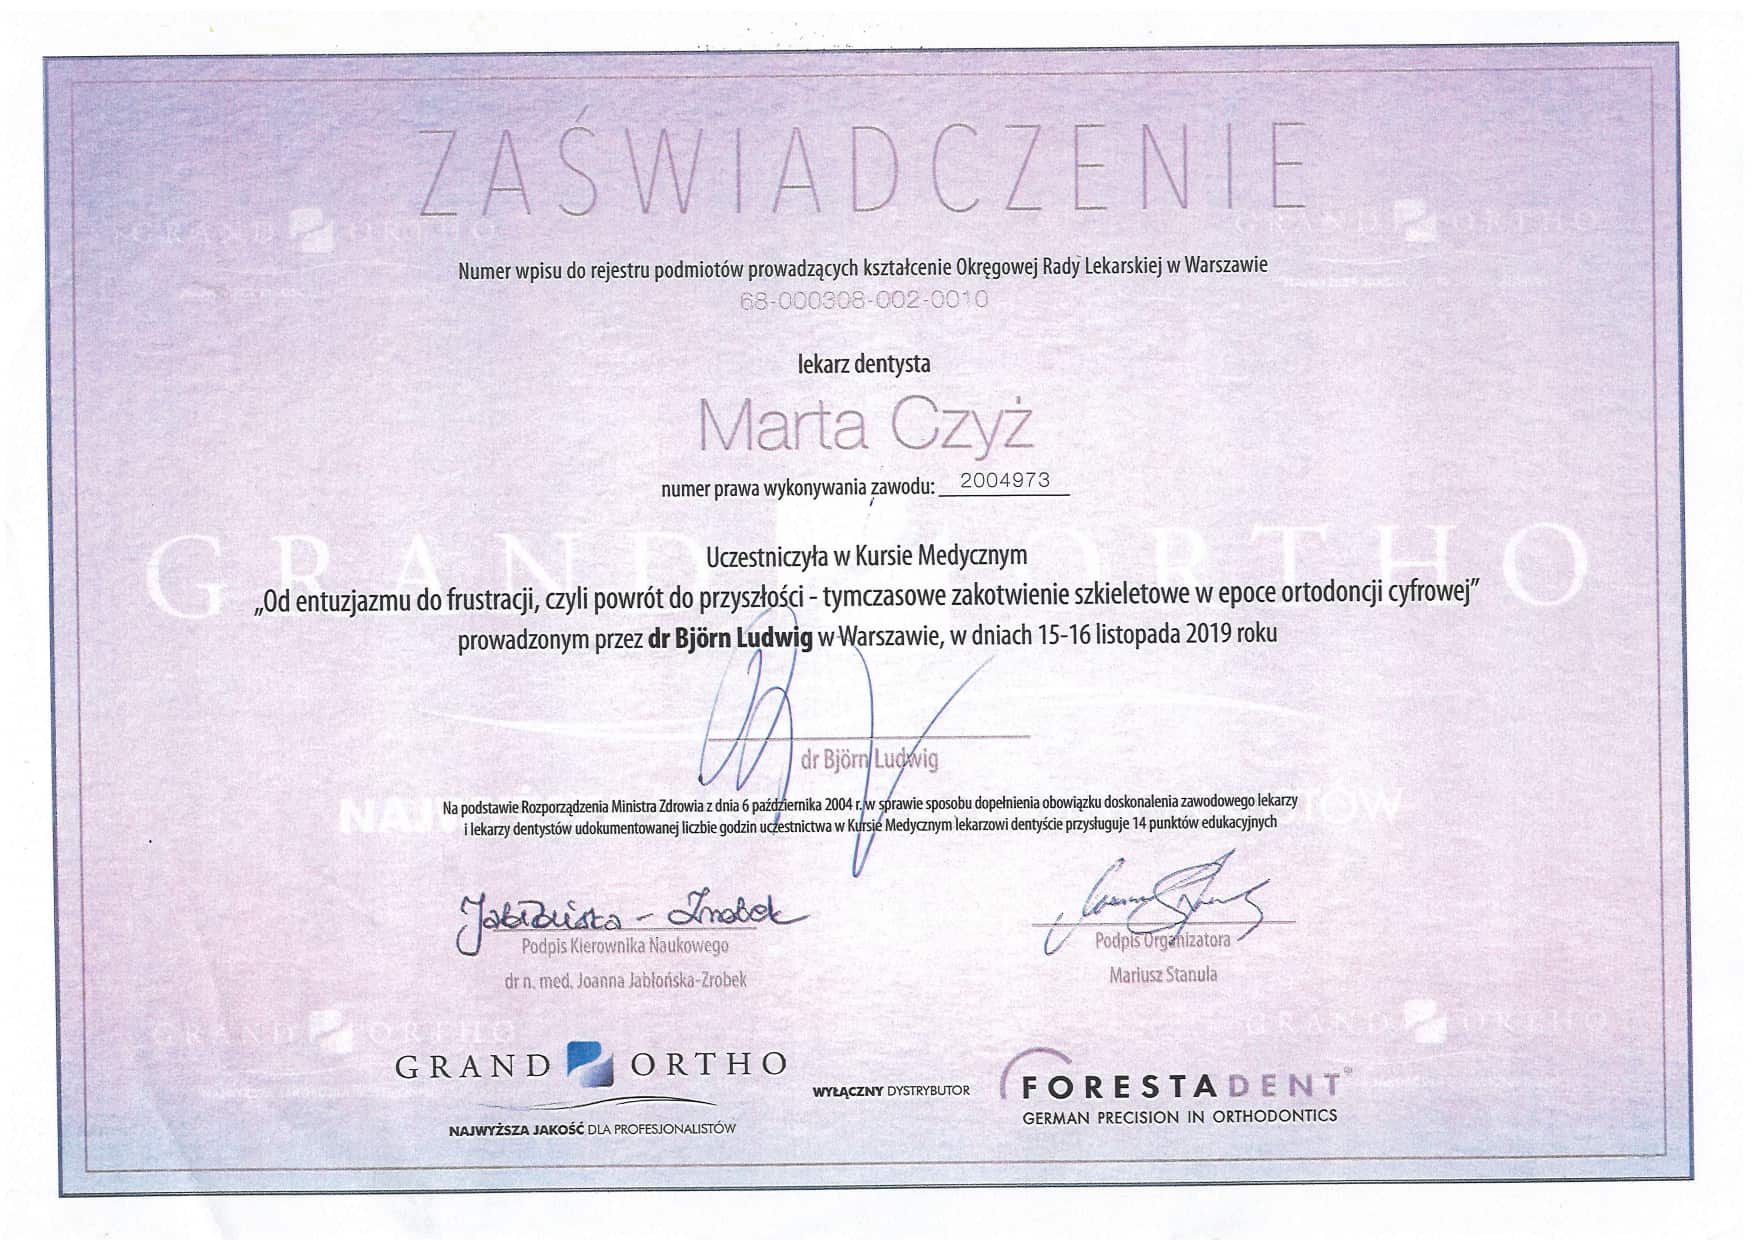 ZAŚWIADCZENIE
Numer wpisu do rejestru podmiotów prowadzących kształcenie Okręgowej Rady Lekarskiej w Warszawie
68-000308-002-0010
lekarz dentysta
Marta Czyż
numer prawa wykonywania zawodu: 2004973
GRAND ORTHO
Uczestniczyła w Kursie Medycznym
„Od entuzjazmu do frustracji, czyli powrót do przyszłości - tymczasowe zakotwienie szkieletowe w epoce ortodoncji cyfrowej”
prowadzonym przez dr Björn Ludwig w Warszawie, w dniach 15-16 listopada 2019 roku
dr Björn Ludwig
Na podstawie Rozporządzenia Ministra Zdrowia z dnia 6 października 2004 r. w sprawie sposobu dopełnienia obowiązku doskonalenia zawodowego lekarzy
i lekarzy dentystów udokumentowanej liczbie godzin uczestnictwa w Kursie Medycznym lekarzowi dentyście przysługuje 14 punktów edukacyjnych
Jabłońska - Zrobek
Podpis Kierownika Naukowego
dr n. med. Joanna Jabłońska-Zrobek
Podpis Organizatora
Mariusz Stanula
GRAND ORTHO
NAJWYŻSZA JAKOŚĆ DLA PROFESJONALISTÓW
WYŁĄCZNY DYSTRYBUTOR
FORESTADENT®
GERMAN PRECISION IN ORTHODONTICS